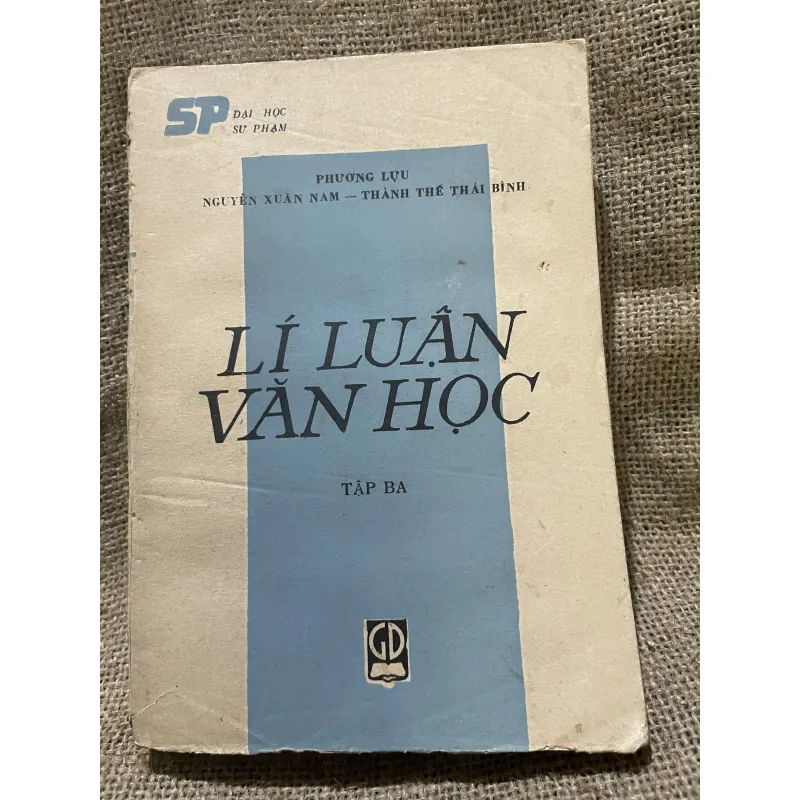 SP ĐẠI HỌC
SƯ PHẠM
PHƯƠNG LỰU
NGUYỄN XUÂN NAM — THÀNH THẾ THÁI BÌNH
LÍ LUẬN
VĂN HỌC
TẬP BA
GD